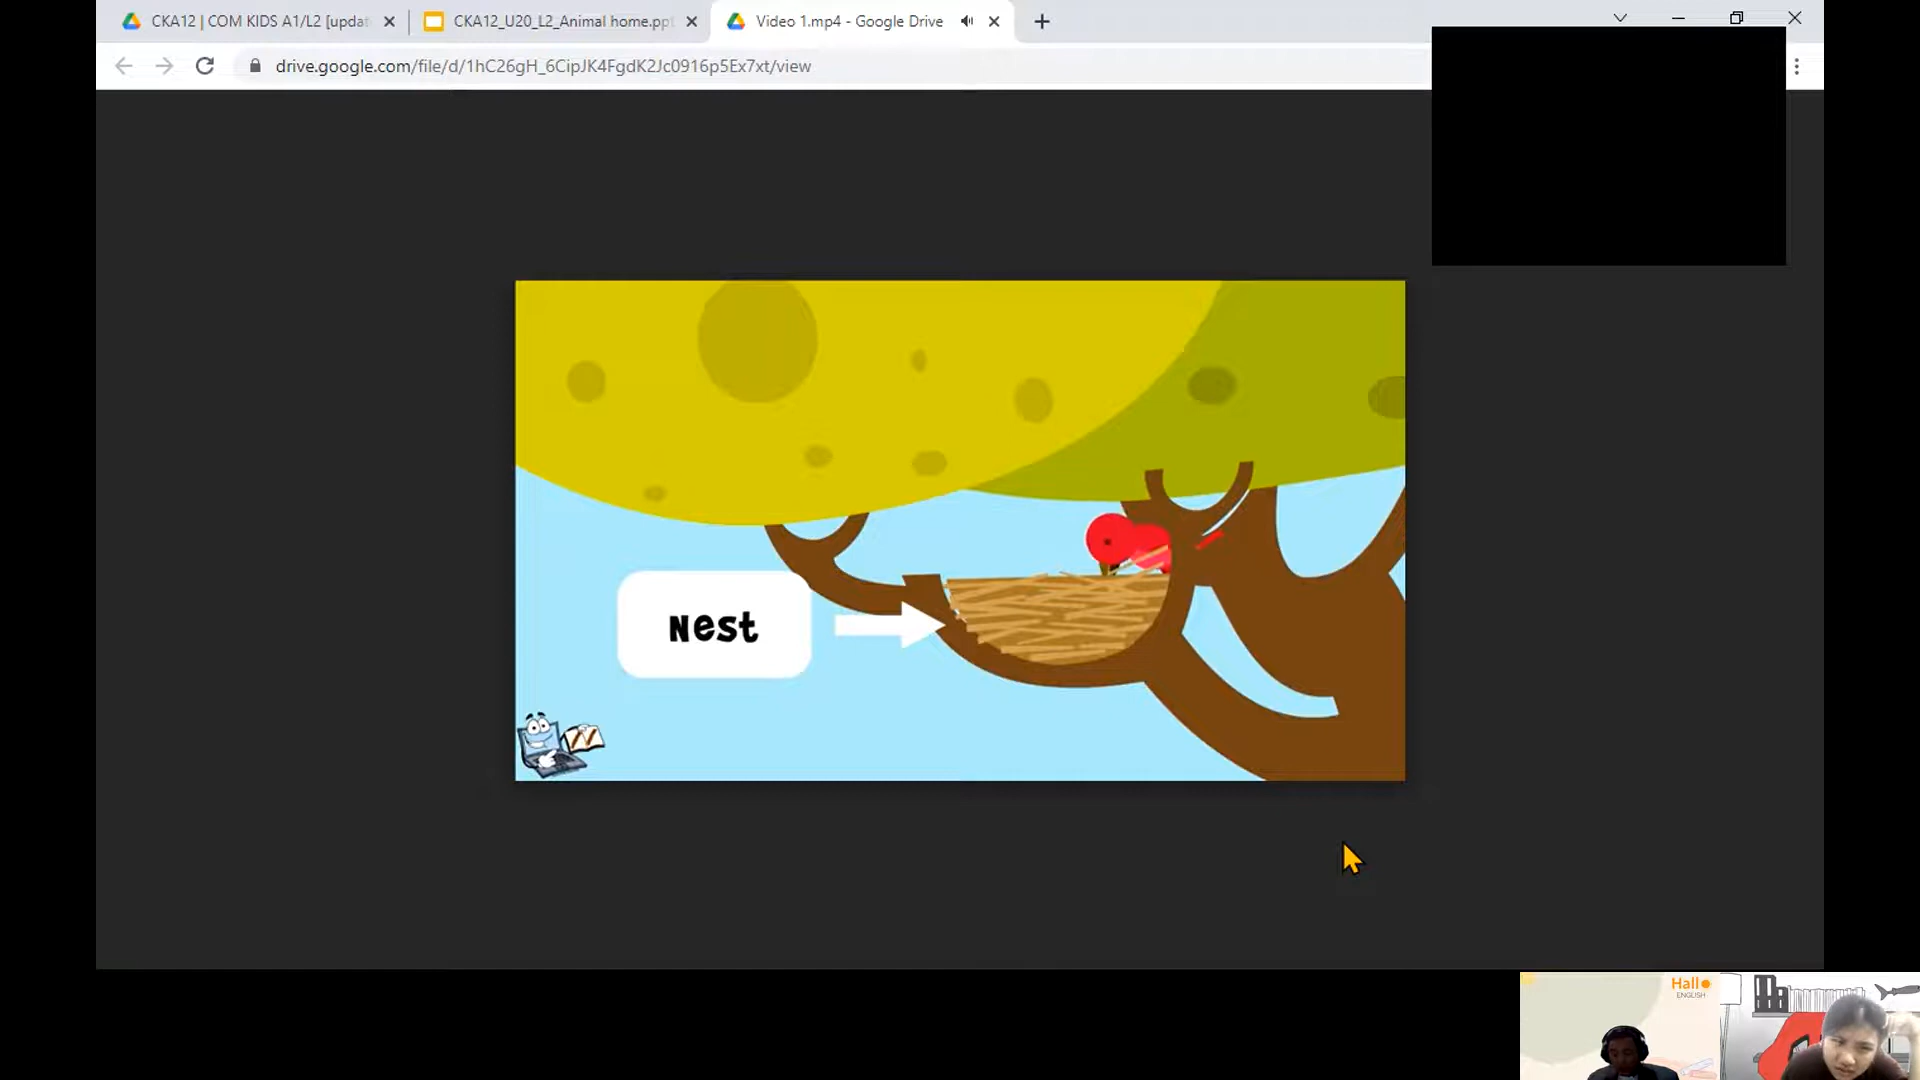 CKA12 | COM KIDS A1/L2 [updat
CKA12_U20_L2_Animal home.ppt
Video 1.mp4 - Google Drive
drive.google.com/file/d/1hC26gH_6CipJK4FgdK2Jc0916p5Ex7xt/view
Nest
Hallo
ENGLISH